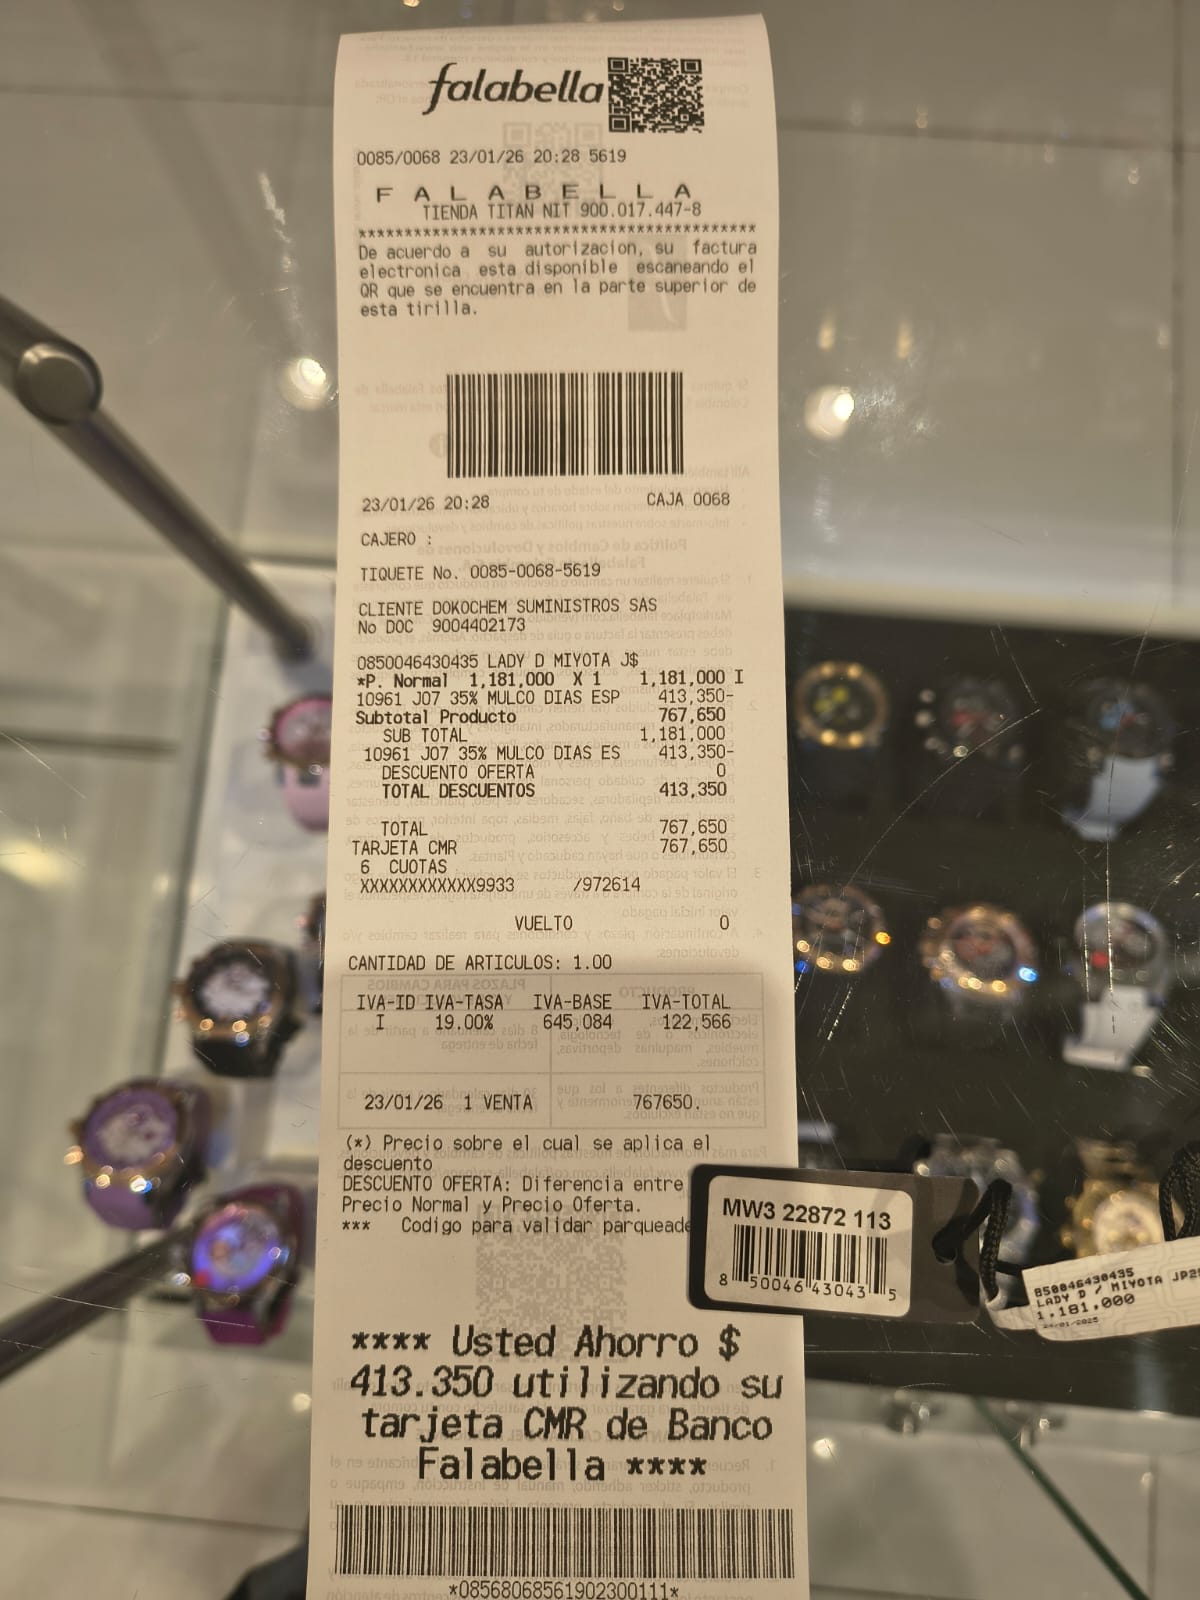 falabella
0085/0068 23/01/26 20:28 5619
F A L A B E L L A
TIENDA TITAN NIT 900.017.447-8
******************************************
De acuerdo a su autorizacion, su factura
electronica esta disponible escaneando el
QR que se encuentra en la parte superior de
esta tirilla.
23/01/26 20:28 CAJA 0068
CAJERO :
TIQUETE No. 0085-0068-5619
CLIENTE DOKOCHEM SUMINISTROS SAS
No DOC 9004402173
0850046430435 LADY D MIYOTA J$
*P. Normal 1,181,000 X 1 1,181,000 I
10961 J07 35% MULCO DIAS ESP 413,350-
Subtotal Producto 767,650
SUB TOTAL 1,181,000
10961 J07 35% MULCO DIAS ES 413,350-
DESCUENTO OFERTA 0
TOTAL DESCUENTOS 413,350
TOTAL 767,650
TARJETA CMR 767,650
6 CUOTAS
XXXXXXXXXXXX9933 /972614
VUELTO 0
CANTIDAD DE ARTICULOS: 1.00
IVA-ID IVA-TASA IVA-BASE IVA-TOTAL
I 19.00% 645,084 122,566
23/01/26 1 VENTA 767650.
(*) Precio sobre el cual se aplica el
descuento
DESCUENTO OFERTA: Diferencia entre
Precio Normal y Precio Oferta.
*** Codigo para validar parqueade
**** Usted Ahorro $
413.350 utilizando su
tarjeta CMR de Banco
Falabella ****
*08568068561902300111*
MW3 22872 113
8 50046 43043 5
850046430435
LADY D / MIYOTA JP25
1.181.000